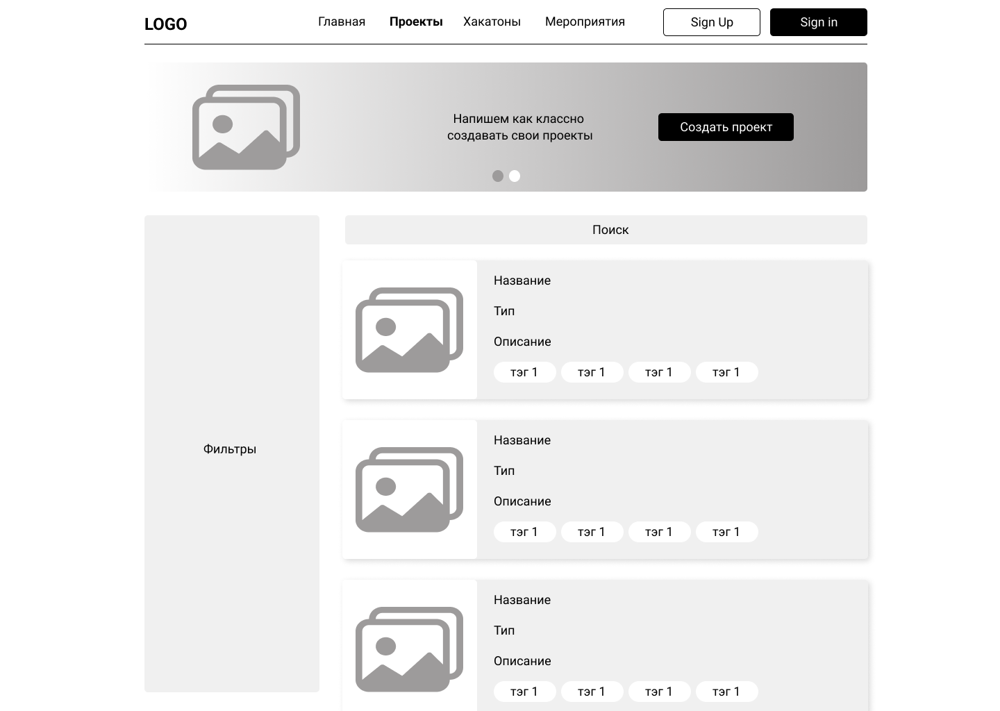 LOGO
Главная
Проекты
Хакатоны
Мероприятия
Sign Up
Sign in
Напишем как классно
создавать свои проекты
Создать проект
Фильтры
Поиск
Название
Тип
Описание
тэг 1 тэг 1 тэг 1 тэг 1
Название
Тип
Описание
тэг 1 тэг 1 тэг 1 тэг 1
Название
Тип
Описание
тэг 1 тэг 1 тэг 1 тэг 1